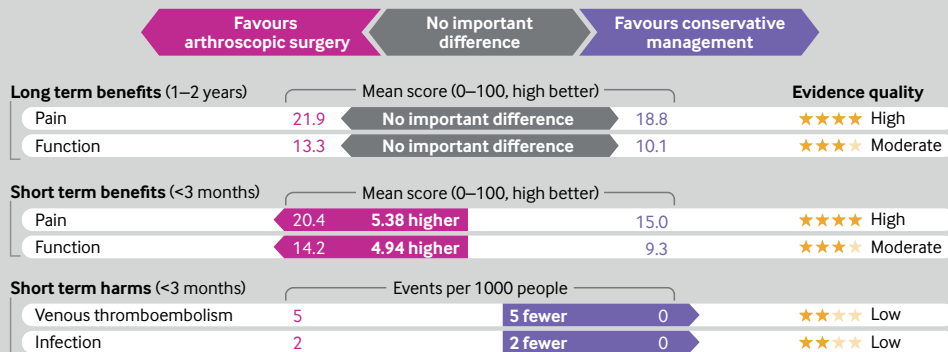 Favours arthroscopic surgery
No important difference
Favours conservative management
Long term benefits (1–2 years) Mean score (0–100, high better) Evidence quality
Pain 21.9 No important difference 18.8 High
Function 13.3 No important difference 10.1 Moderate
Short term benefits (<3 months) Mean score (0–100, high better)
Pain 20.4 5.38 higher 15.0 High
Function 14.2 4.94 higher 9.3 Moderate
Short term harms (<3 months) Events per 1000 people
Venous thromboembolism 5 5 fewer 0 Low
Infection 2 2 fewer 0 Low